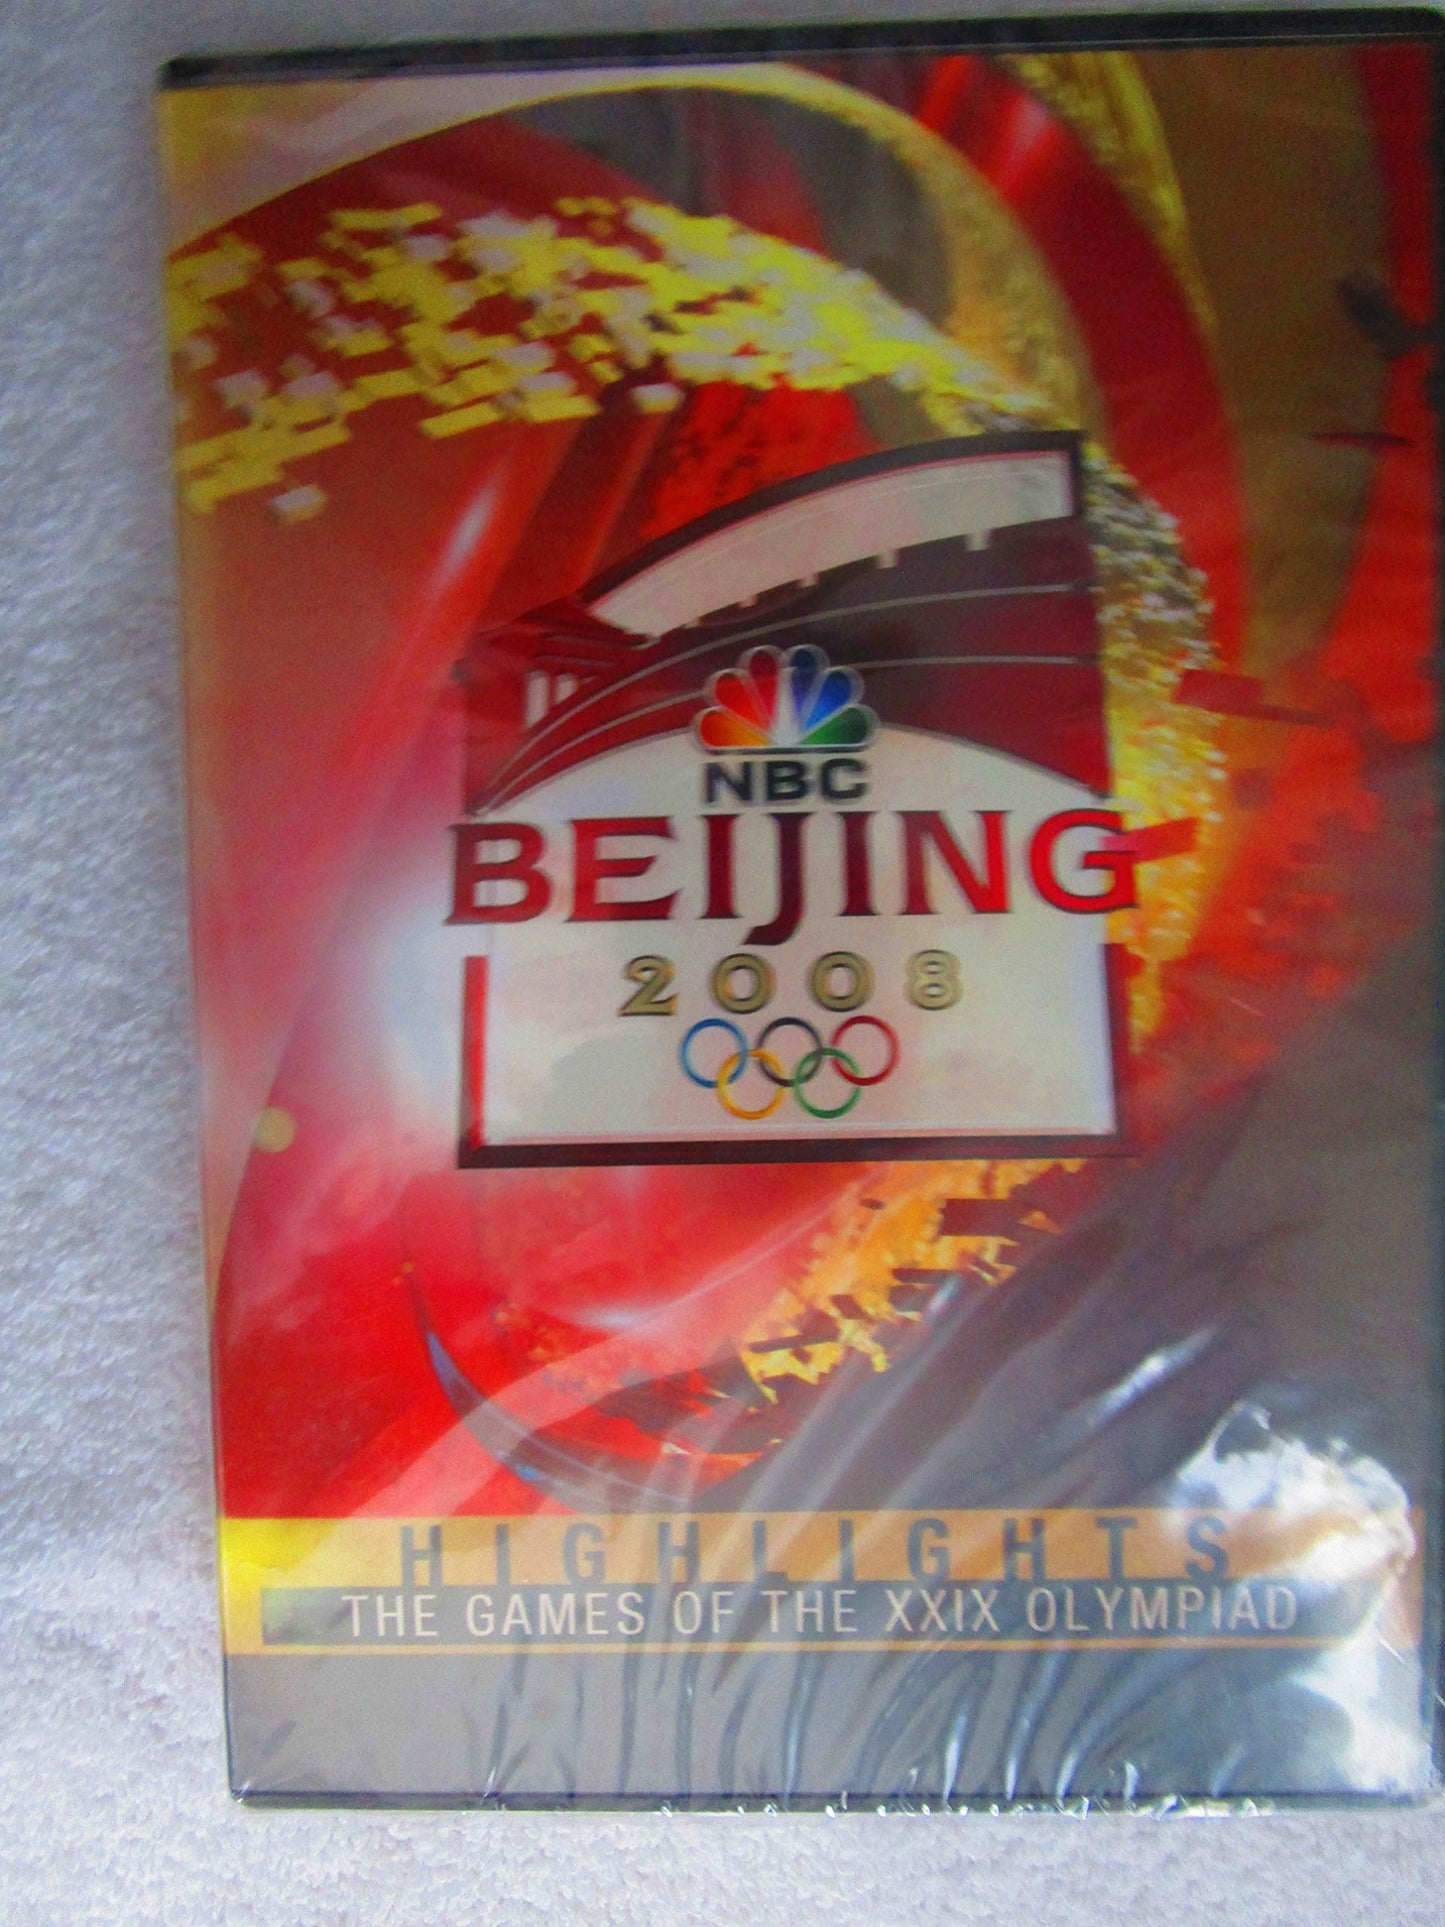 NBC
BEIJING
2008
HIGHLIGHTS
THE GAMES OF THE XXIX OLYMPIAD